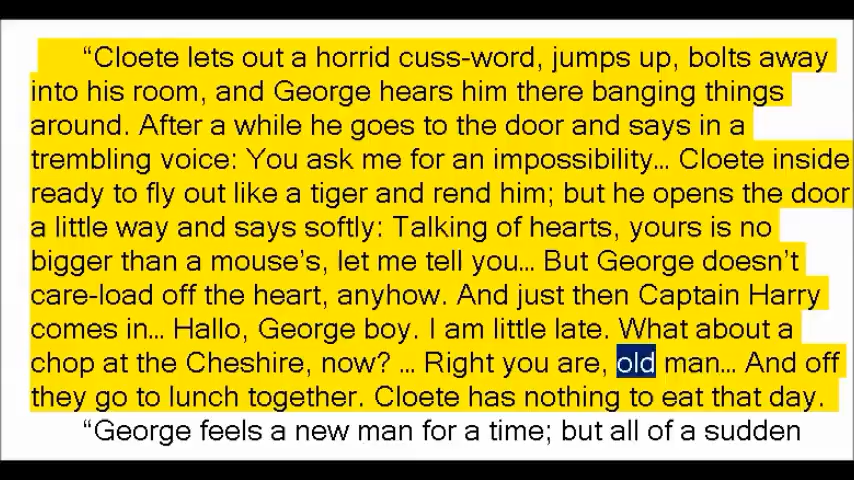 “Cloete lets out a horrid cuss-word, jumps up, bolts away
into his room, and George hears him there banging things
around. After a while he goes to the door and says in a
trembling voice: You ask me for an impossibility... Cloete inside
ready to fly out like a tiger and rend him; but he opens the door
a little way and says softly: Talking of hearts, yours is no
bigger than a mouse’s, let me tell you... But George doesn’t
care-load off the heart, anyhow. And just then Captain Harry
comes in... Hallo, George boy. I am little late. What about a
chop at the Cheshire, now? ... Right you are, old man... And off
they go to lunch together. Cloete has nothing to eat that day.
“George feels a new man for a time; but all of a sudden